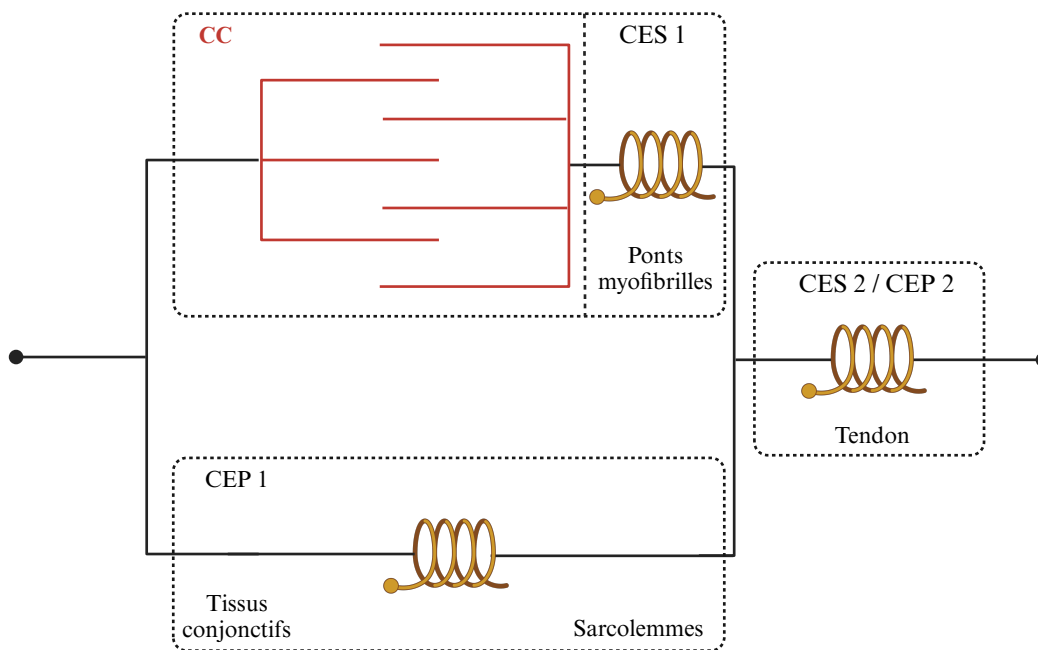 CC
CES 1
Ponts
myofibrilles
CES 2 / CEP 2
Tendon
CEP 1
Tissus
conjonctifs
Sarcolemmes